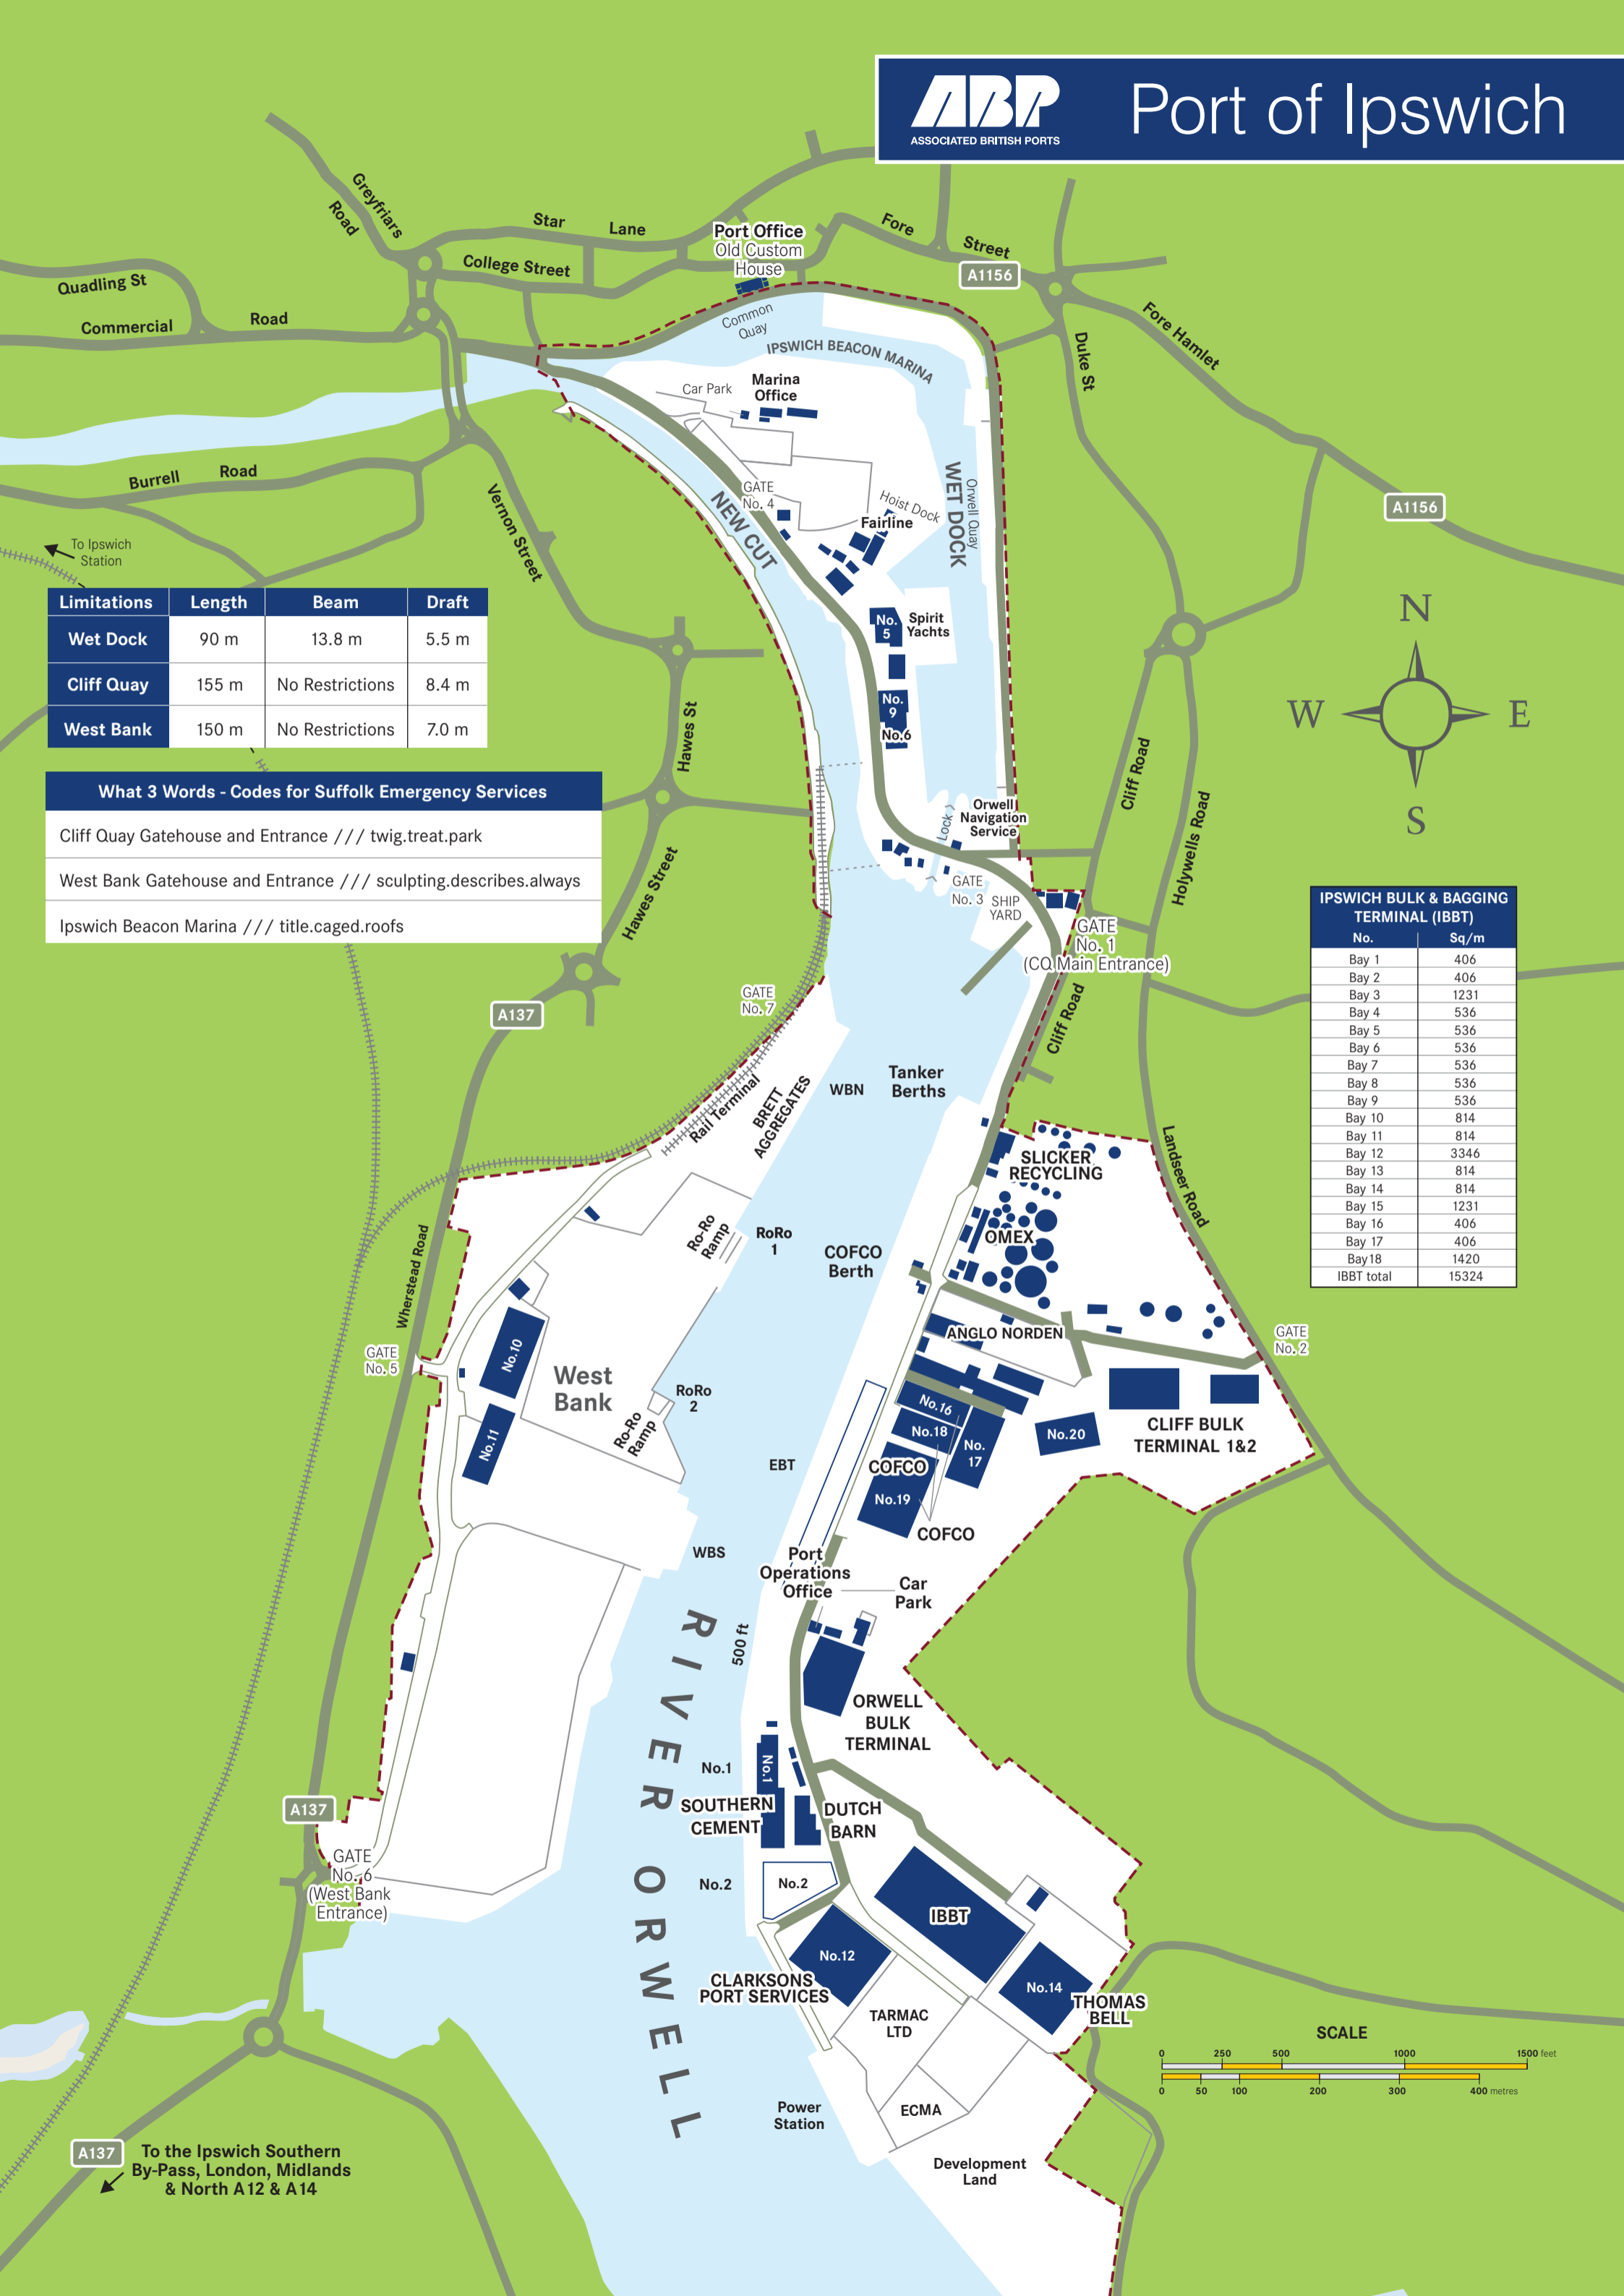 ABP
ASSOCIATED BRITISH PORTS
Port of Ipswich
Greyfriars
Road
Star Lane
College Street
Quadling St
Commercial Road
Port Office
Old Custom
House
Fore Street
A1156
Fore Hamlet
Duke St
Common
Quay
IPSWICH BEACON MARINA
Car Park
Marina
Office
Burrell Road
Vernon Street
To Ipswich
Station
GATE
No. 4
NEW CUT
Hoist Dock
Fairline
WET DOCK
Orwell Quay
A1156
Limitations Length Beam Draft
Wet Dock 90 m 13.8 m 5.5 m
Cliff Quay 155 m No Restrictions 8.4 m
West Bank 150 m No Restrictions 7.0 m
No.
5
Spirit
Yachts
No.
9
No.6
Hawes St
N
W E
S
What 3 Words - Codes for Suffolk Emergency Services
Cliff Quay Gatehouse and Entrance /// twig.treat.park
West Bank Gatehouse and Entrance /// sculpting.describes.always
Ipswich Beacon Marina /// title.caged.roofs
Hawes Street
Lock
Orwell
Navigation
Service
Cliff Road
Holywells Road
GATE
No. 3
SHIP
YARD
GATE
No. 1
(CQ Main Entrance)
Cliff Road
IPSWICH BULK & BAGGING
TERMINAL (IBBT)
No. Sq/m
Bay 1 406
Bay 2 406
Bay 3 1231
Bay 4 536
Bay 5 536
Bay 6 536
Bay 7 536
Bay 8 536
Bay 9 536
Bay 10 814
Bay 11 814
Bay 12 3346
Bay 13 814
Bay 14 814
Bay 15 1231
Bay 16 406
Bay 17 406
Bay18 1420
IBBT total 15324
A137
GATE
No. 7
Rail Terminal
BRETT
AGGREGATES
WBN
Tanker
Berths
SLICKER
RECYCLING
Landseer Road
OMEX
Ro-Ro
Ramp
RoRo
1
COFCO
Berth
Wherstead Road
GATE
No. 5
No.10
No.11
West
Bank
RoRo
2
Ro-Ro
Ramp
ANGLO NORDEN
GATE
No. 2
No.16
No.18
No.
17
No.20
CLIFF BULK
TERMINAL 1&2
EBT
COFCO
No.19
COFCO
WBS
Port
Operations
Office
Car
Park
500 ft
RIVER ORWELL
ORWELL
BULK
TERMINAL
No.1
No.1
SOUTHERN
CEMENT
DUTCH
BARN
A137
GATE
No. 6
(West Bank
Entrance)
No.2
No.2
IBBT
No.12
CLARKSONS
PORT SERVICES
No.14
THOMAS
BELL
TARMAC
LTD
ECMA
Power
Station
Development
Land
SCALE
0 250 500 1000 1500 feet
0 50 100 200 300 400 metres
A137
To the Ipswich Southern
By-Pass, London, Midlands
& North A12 & A14